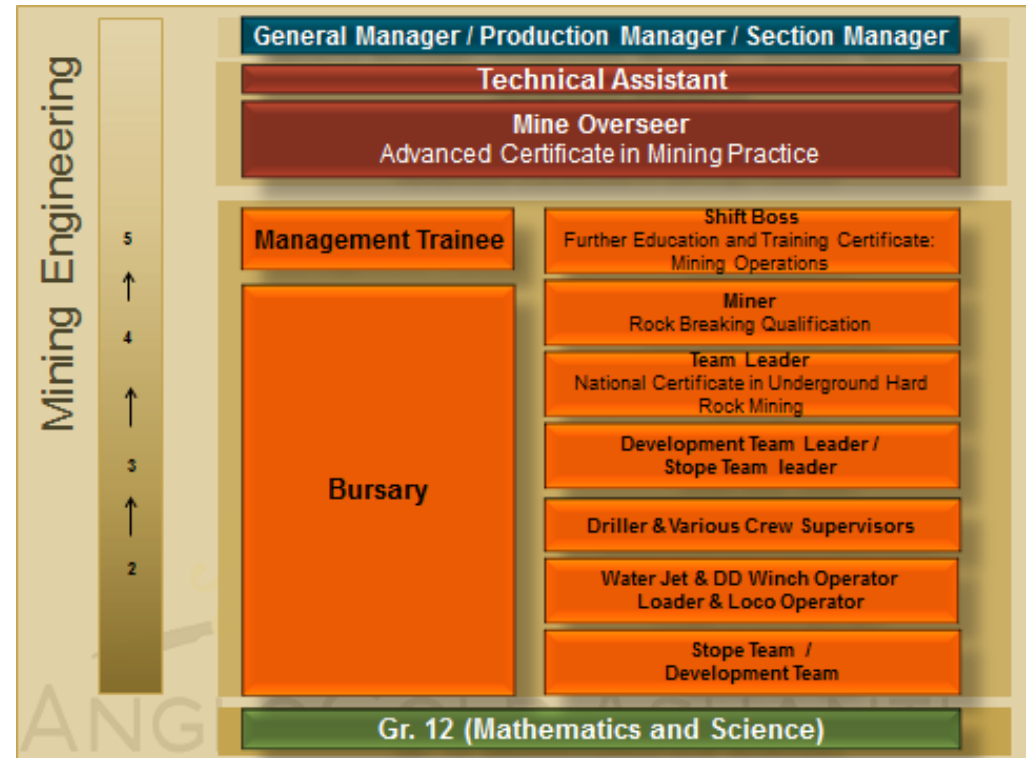 Mining Engineering
5
4
3
2
General Manager / Production Manager / Section Manager
Technical Assistant
Mine Overseer
Advanced Certificate in Mining Practice
Management Trainee
Bursary
Shift Boss
Further Education and Training Certificate:
Mining Operations
Miner
Rock Breaking Qualification
Team Leader
National Certificate in Underground Hard
Rock Mining
Development Team Leader /
Stope Team leader
Driller & Various Crew Supervisors
Water Jet & DD Winch Operator
Loader & Loco Operator
Stope Team /
Development Team
Gr. 12 (Mathematics and Science)